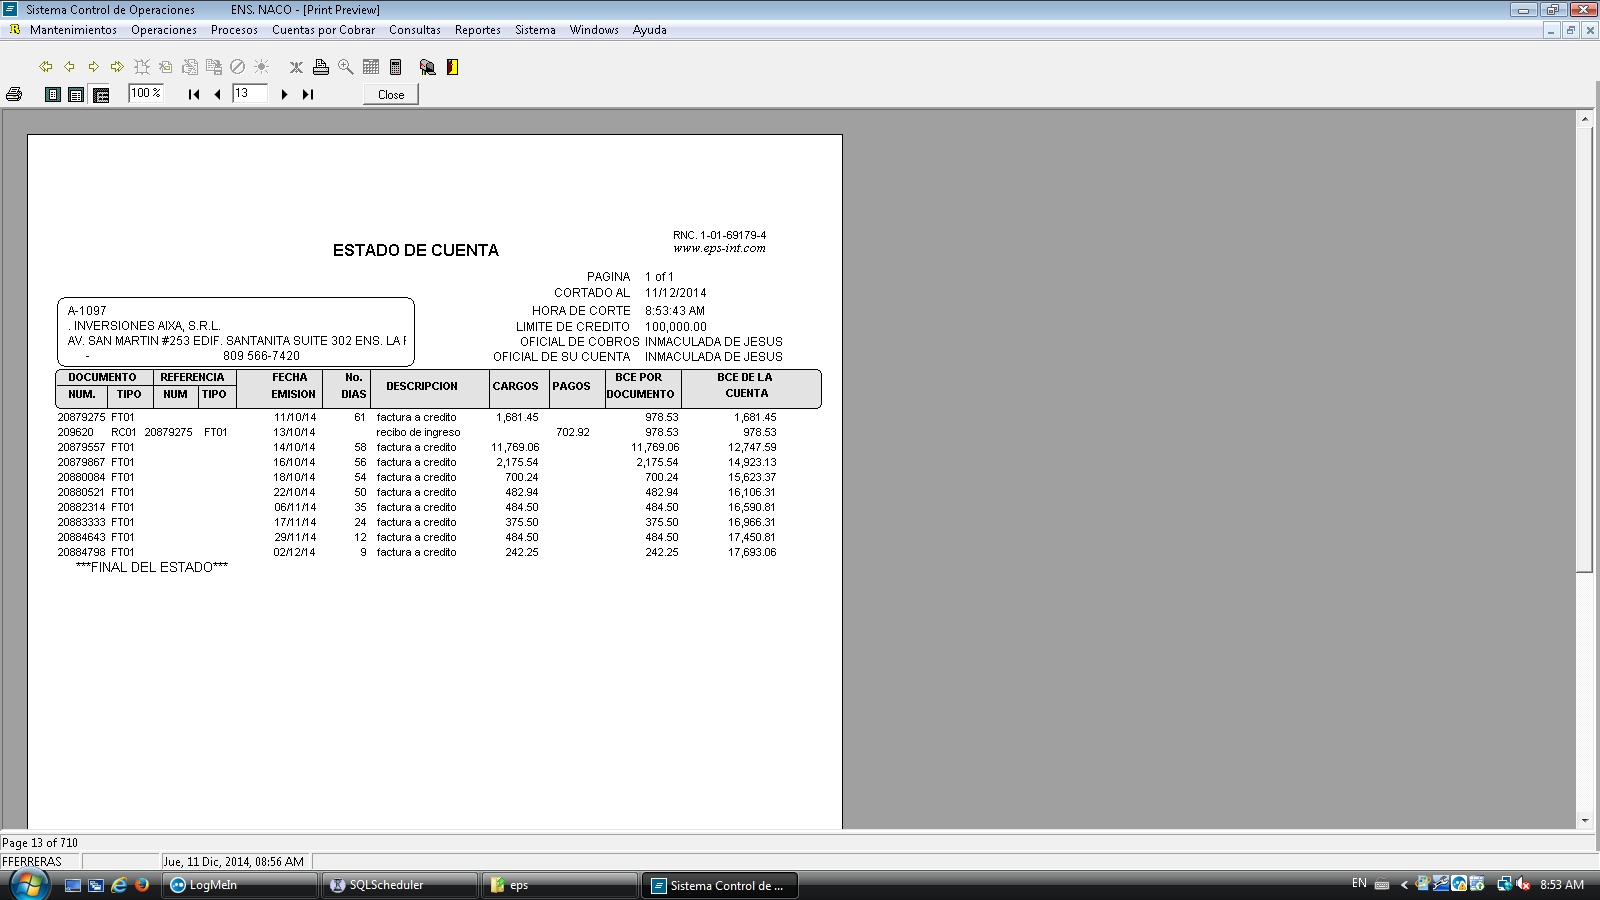 Sistema Control de Operaciones ENS. NACO - [Print Preview]
Mantenimientos Operaciones Procesos Cuentas por Cobrar Consultas Reportes Sistema Windows Ayuda
100 % 13 Close
RNC. 1-01-69179-4
ESTADO DE CUENTA www.eps-int.com
PAGINA 1 of 1
CORTADO AL 11/12/2014
A-1097 HORA DE CORTE 8:53:43 AM
. INVERSIONES AIXA, S.R.L. LIMITE DE CREDITO 100,000.00
AV. SAN MARTIN #253 EDIF. SANTANITA SUITE 302 ENS. LA OFICIAL DE COBROS INMACULADA DE JESUS
- 809 566-7420 OFICIAL DE SU CUENTA INMACULADA DE JESUS
DOCUMENTO REFERENCIA FECHA No. DESCRIPCION CARGOS PAGOS BCE POR BCE DE LA
NUM. TIPO NUM TIPO EMISION DIAS DOCUMENTO CUENTA
20879275 FT01 11/10/14 61 factura a credito 1,681.45 978.53 1,681.45
209620 RC01 20879275 FT01 13/10/14 recibo de ingreso 702.92 978.53 978.53
20879557 FT01 14/10/14 58 factura a credito 11,769.06 11,769.06 12,747.59
20879867 FT01 16/10/14 56 factura a credito 2,175.54 2,175.54 14,923.13
20880084 FT01 18/10/14 54 factura a credito 700.24 700.24 15,623.37
20880521 FT01 22/10/14 50 factura a credito 482.94 482.94 16,106.31
20882314 FT01 06/11/14 35 factura a credito 484.50 484.50 16,590.81
20883333 FT01 17/11/14 24 factura a credito 375.50 375.50 16,966.31
20884643 FT01 29/11/14 12 factura a credito 484.50 484.50 17,450.81
20884798 FT01 02/12/14 9 factura a credito 242.25 242.25 17,693.06
***FINAL DEL ESTADO***
Page 13 of 710
FFERRERAS Jue, 11 Dic, 2014, 08:56 AM
LogMeIn SQLScheduler eps Sistema Control de ... EN 8:53 AM